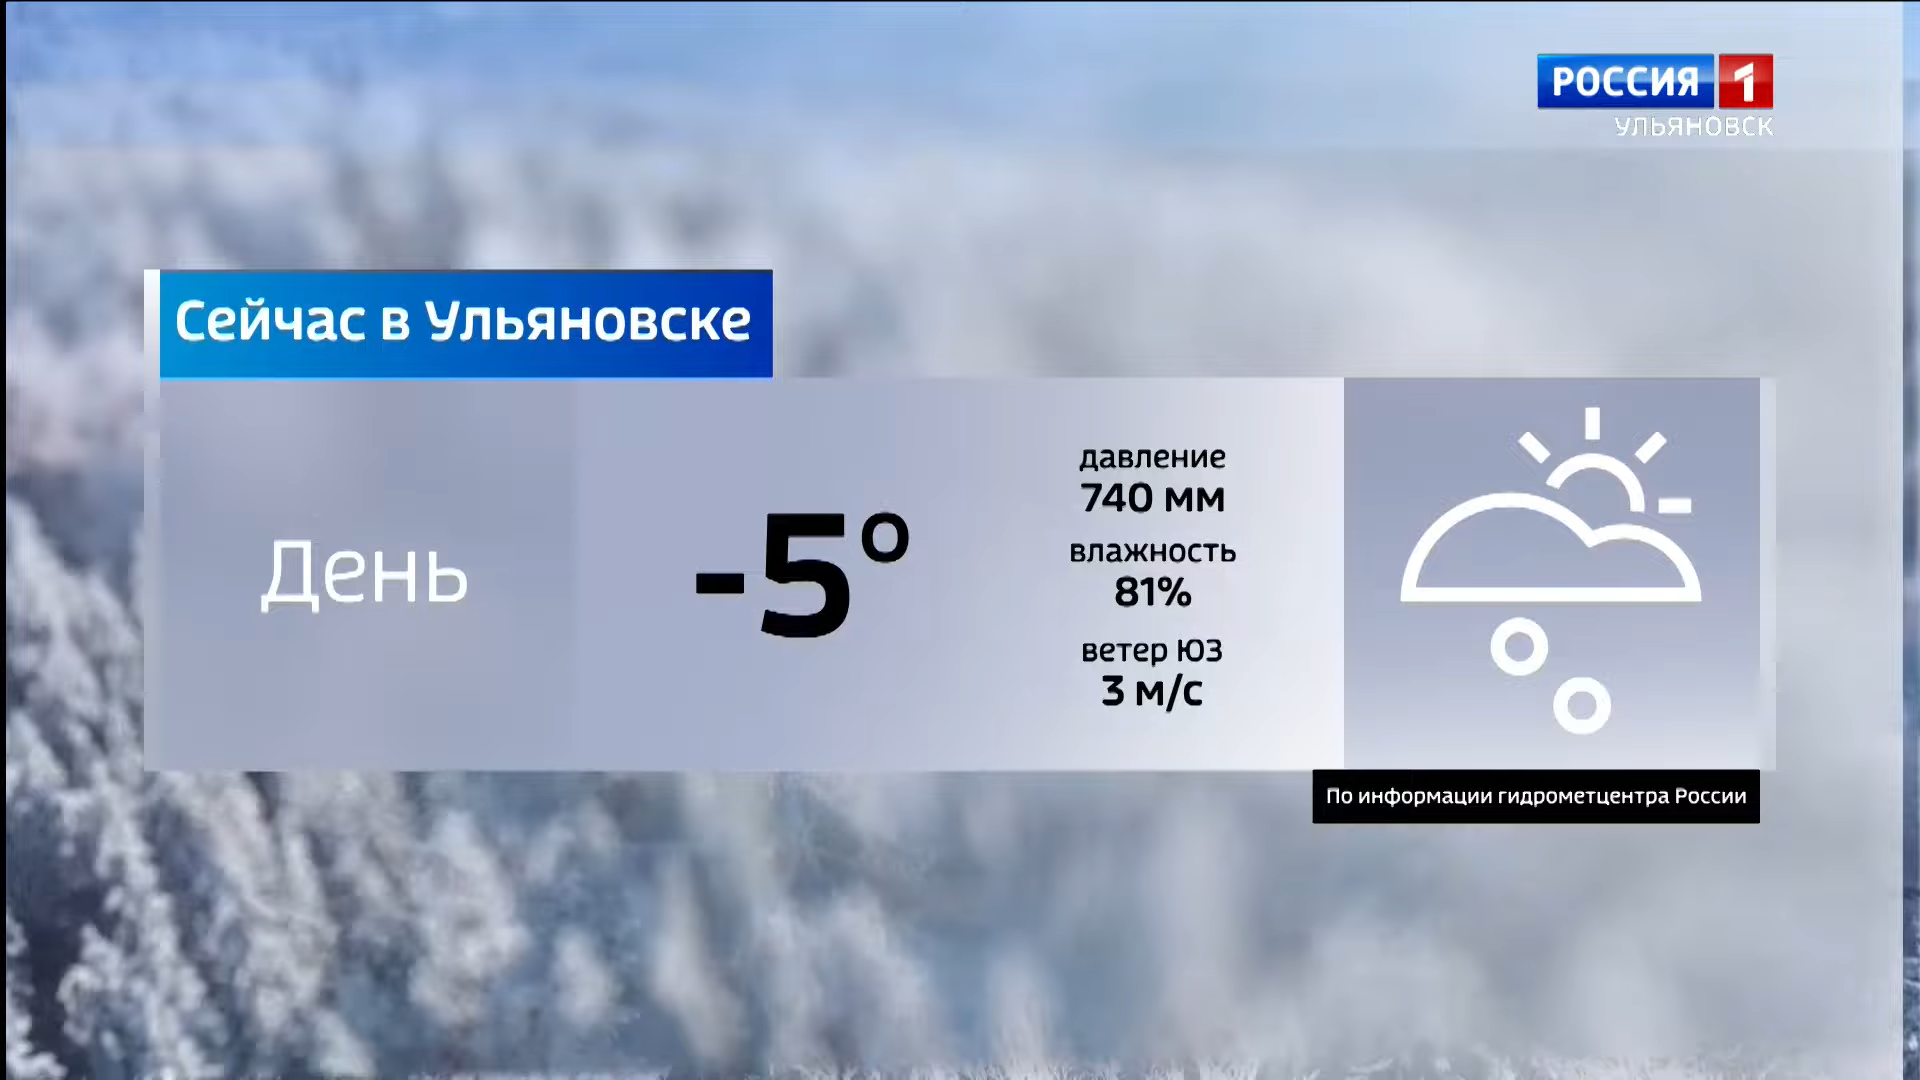 РОССИЯ 1
УЛЬЯНОВСК
Сейчас в Ульяновске
День
-5°
давление
740 мм
влажность
81%
ветер ЮЗ
3 м/с
По информации гидрометцентра России